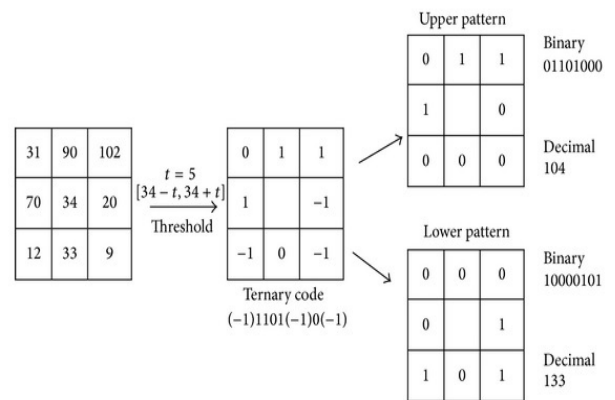 Upper pattern
0 1 1
1 0
0 0 0
Binary
01101000
Decimal
104
31 90 102
70 34 20
12 33 9
t = 5
[34 − t, 34 + t]
Threshold
0 1 1
1 −1
−1 0 −1
Ternary code
(−1)1101(−1)0(−1)
Lower pattern
0 0 0
0 1
1 0 1
Binary
10000101
Decimal
133